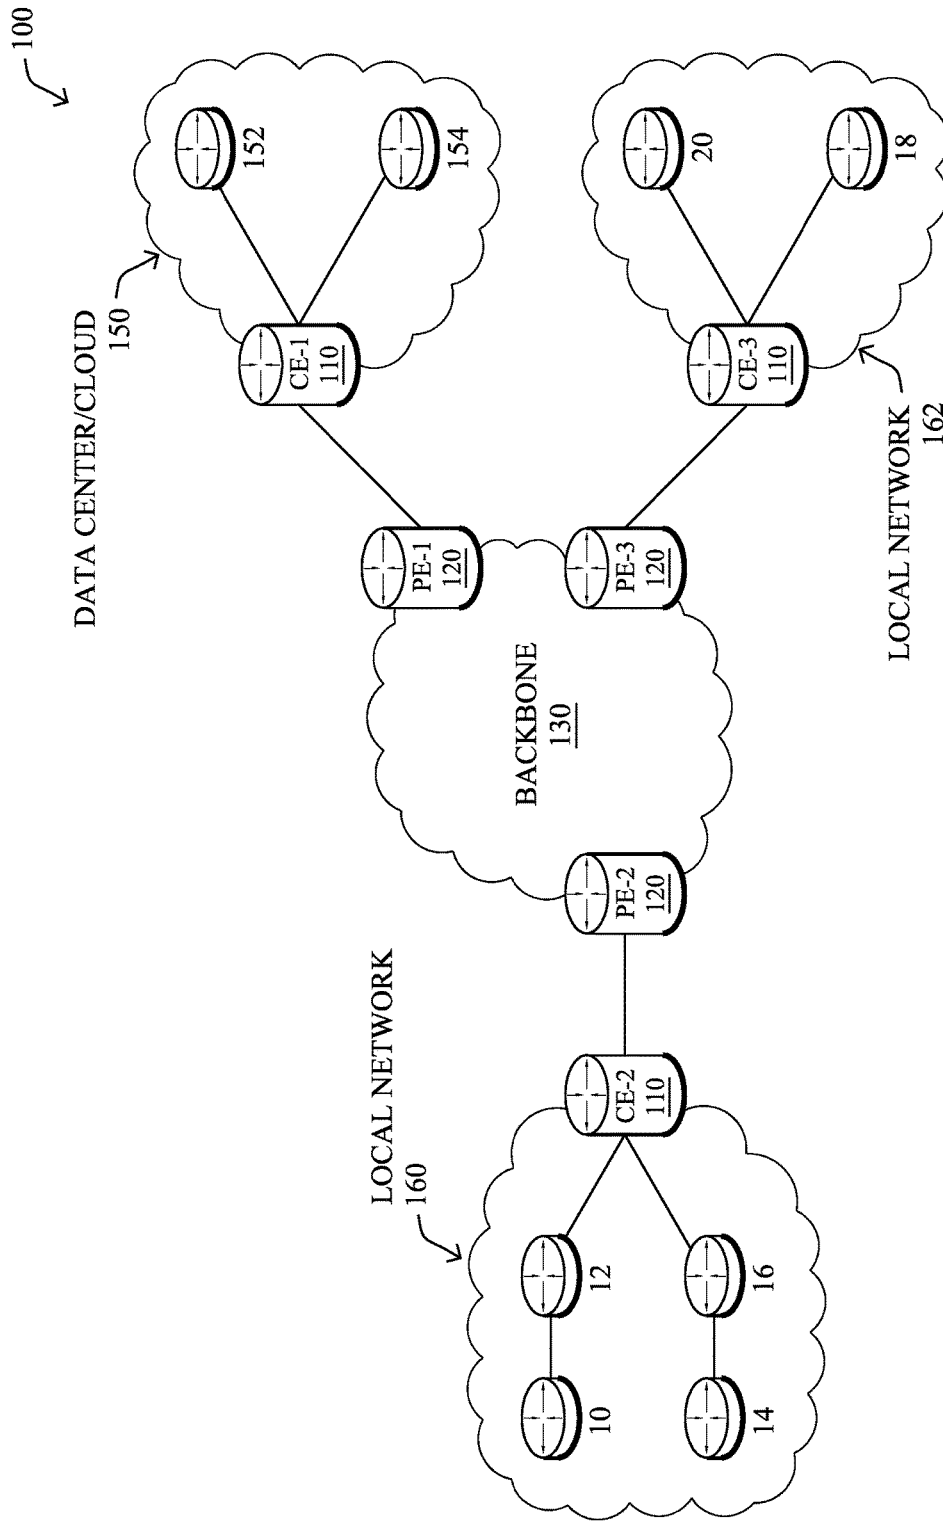 100
DATA CENTER/CLOUD
150
152
154
CE-1
110
PE-1
120
BACKBONE
130
PE-3
120
CE-3
110
20
18
LOCAL NETWORK
162
PE-2
120
LOCAL NETWORK
160
CE-2
110
12
10
16
14